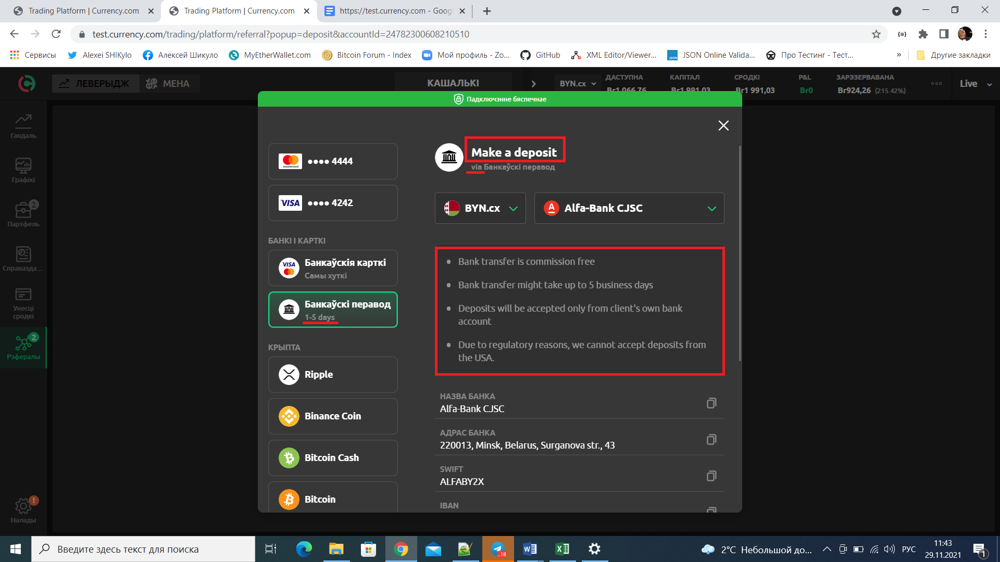 Trading Platform | Currency.com
Trading Platform | Currency.com
https://test.currency.com - Goog
test.currency.com/trading/platform/referral?popup=deposit&accountId=24782300608210510
Сервисы
Alexei SHIKylo
Алексей Шикуло
MyEtherWallet.com
Bitcoin Forum - Index
Мой профиль - Zo...
GitHub
XML Editor/Viewer...
JSON Online Valida...
Про Тестинг - Тест...
»
Другие закладки
ЛЕВЕРЫДЖ
МЕНА
КАШАЛЬКІ
BYN.cx
ДАСТУПНА
Br1 066,76
КАПІТАЛ
Br1 991,03
СРОДКІ
Br1 991,03
P&L
Br0
ЗАРЭЗЕРВАВАНА
Br924,26 (215.42%)
Live
Падключэнне бяспечнае
Гандаль
Графікі
2
Партфель
Справазда...
Унесці
сродкі
2
Рэфералы
!
Налады
mastercard
•••• 4444
VISA
•••• 4242
БАНКІ І КАРТКІ
VISA
Банкаўскія карткі
Самы хуткі
Банкаўскі перавод
1-5 days
КРЫПТА
Ripple
Binance Coin
Bitcoin Cash
Bitcoin
Make a deposit
via Банкаўскі перавод
BYN.cx
A
Alfa-Bank CJSC
• Bank transfer is commission free
• Bank transfer might take up to 5 business days
• Deposits will be accepted only from client's own bank
account
• Due to regulatory reasons, we cannot accept deposits from
the USA.
НАЗВА БАНКА
Alfa-Bank CJSC
АДРАС БАНКА
220013, Minsk, Belarus, Surganova str., 43
SWIFT
ALFABY2X
IBAN
Введите здесь текст для поиска
..18
2°C Небольшой до...
РУС
11:43
29.11.2021
1